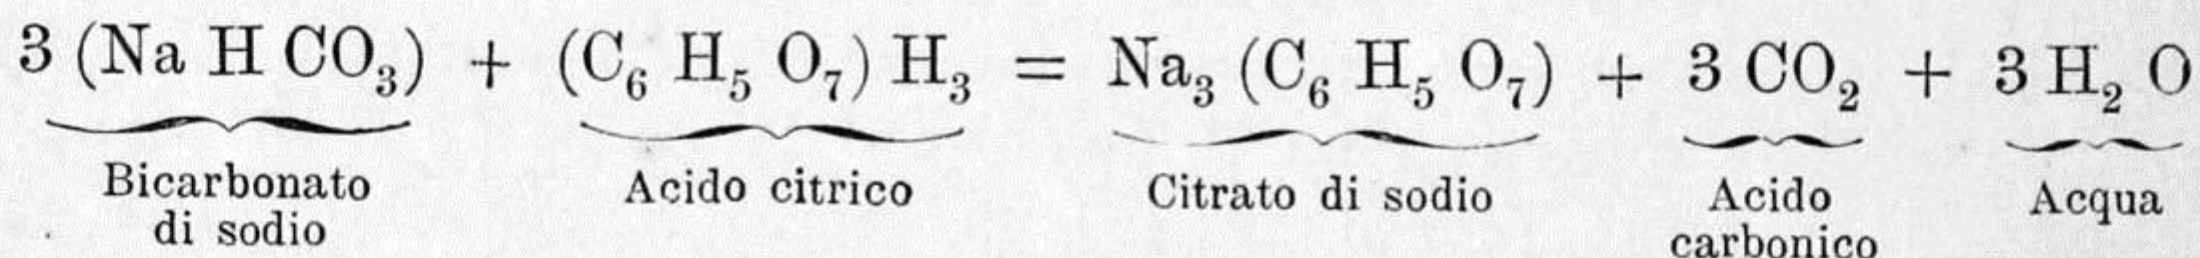 3 (Na H CO₃) + (C₆ H₅ O₇) H₃ = Na₃ (C₆ H₅ O₇) + 3 CO₂ + 3 H₂ O
Bicarbonato Acido citrico Citrato di sodio Acido Acqua
di sodio carbonico